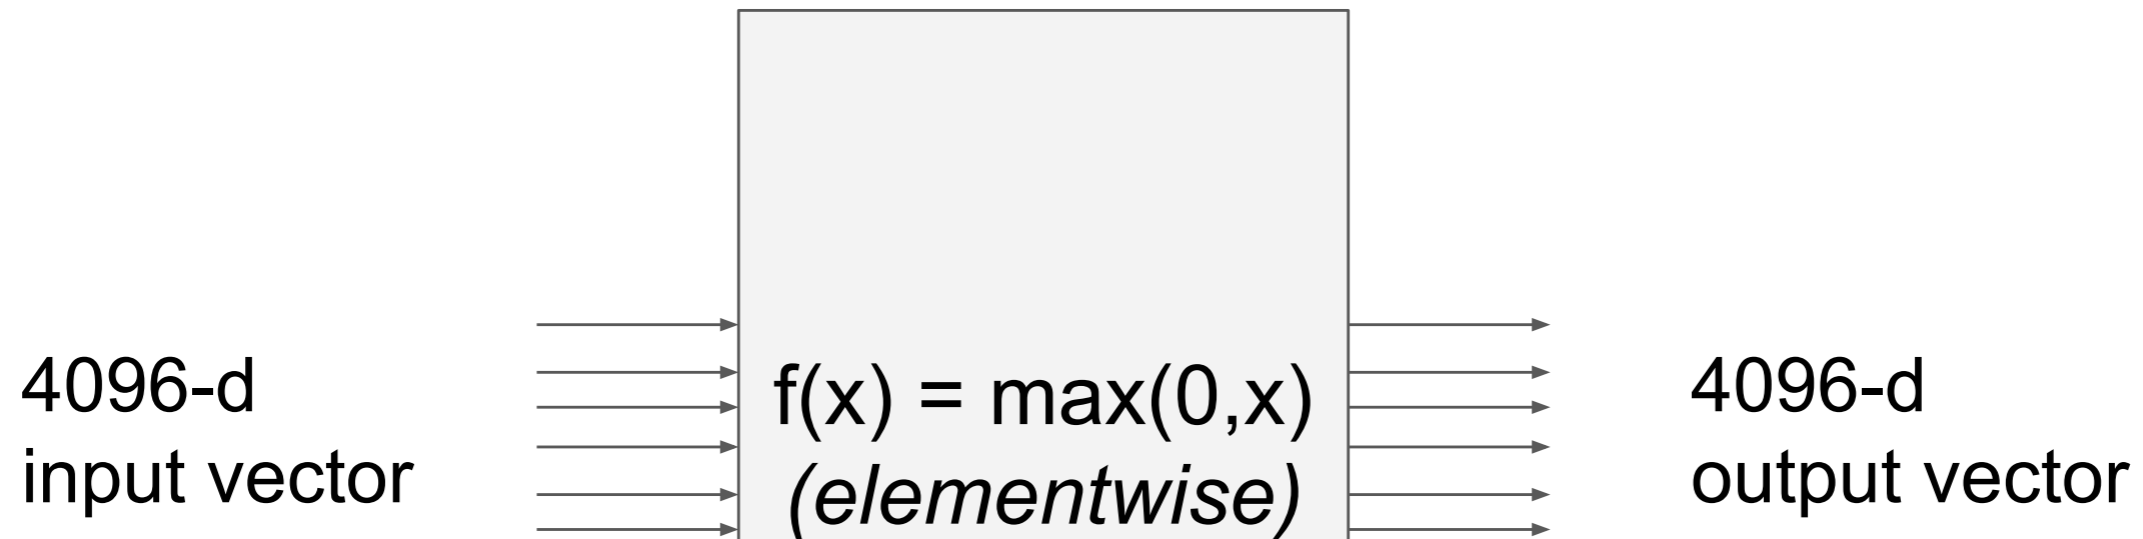 4096-d
input vector
f(x) = max(0,x)
(elementwise)
4096-d
output vector